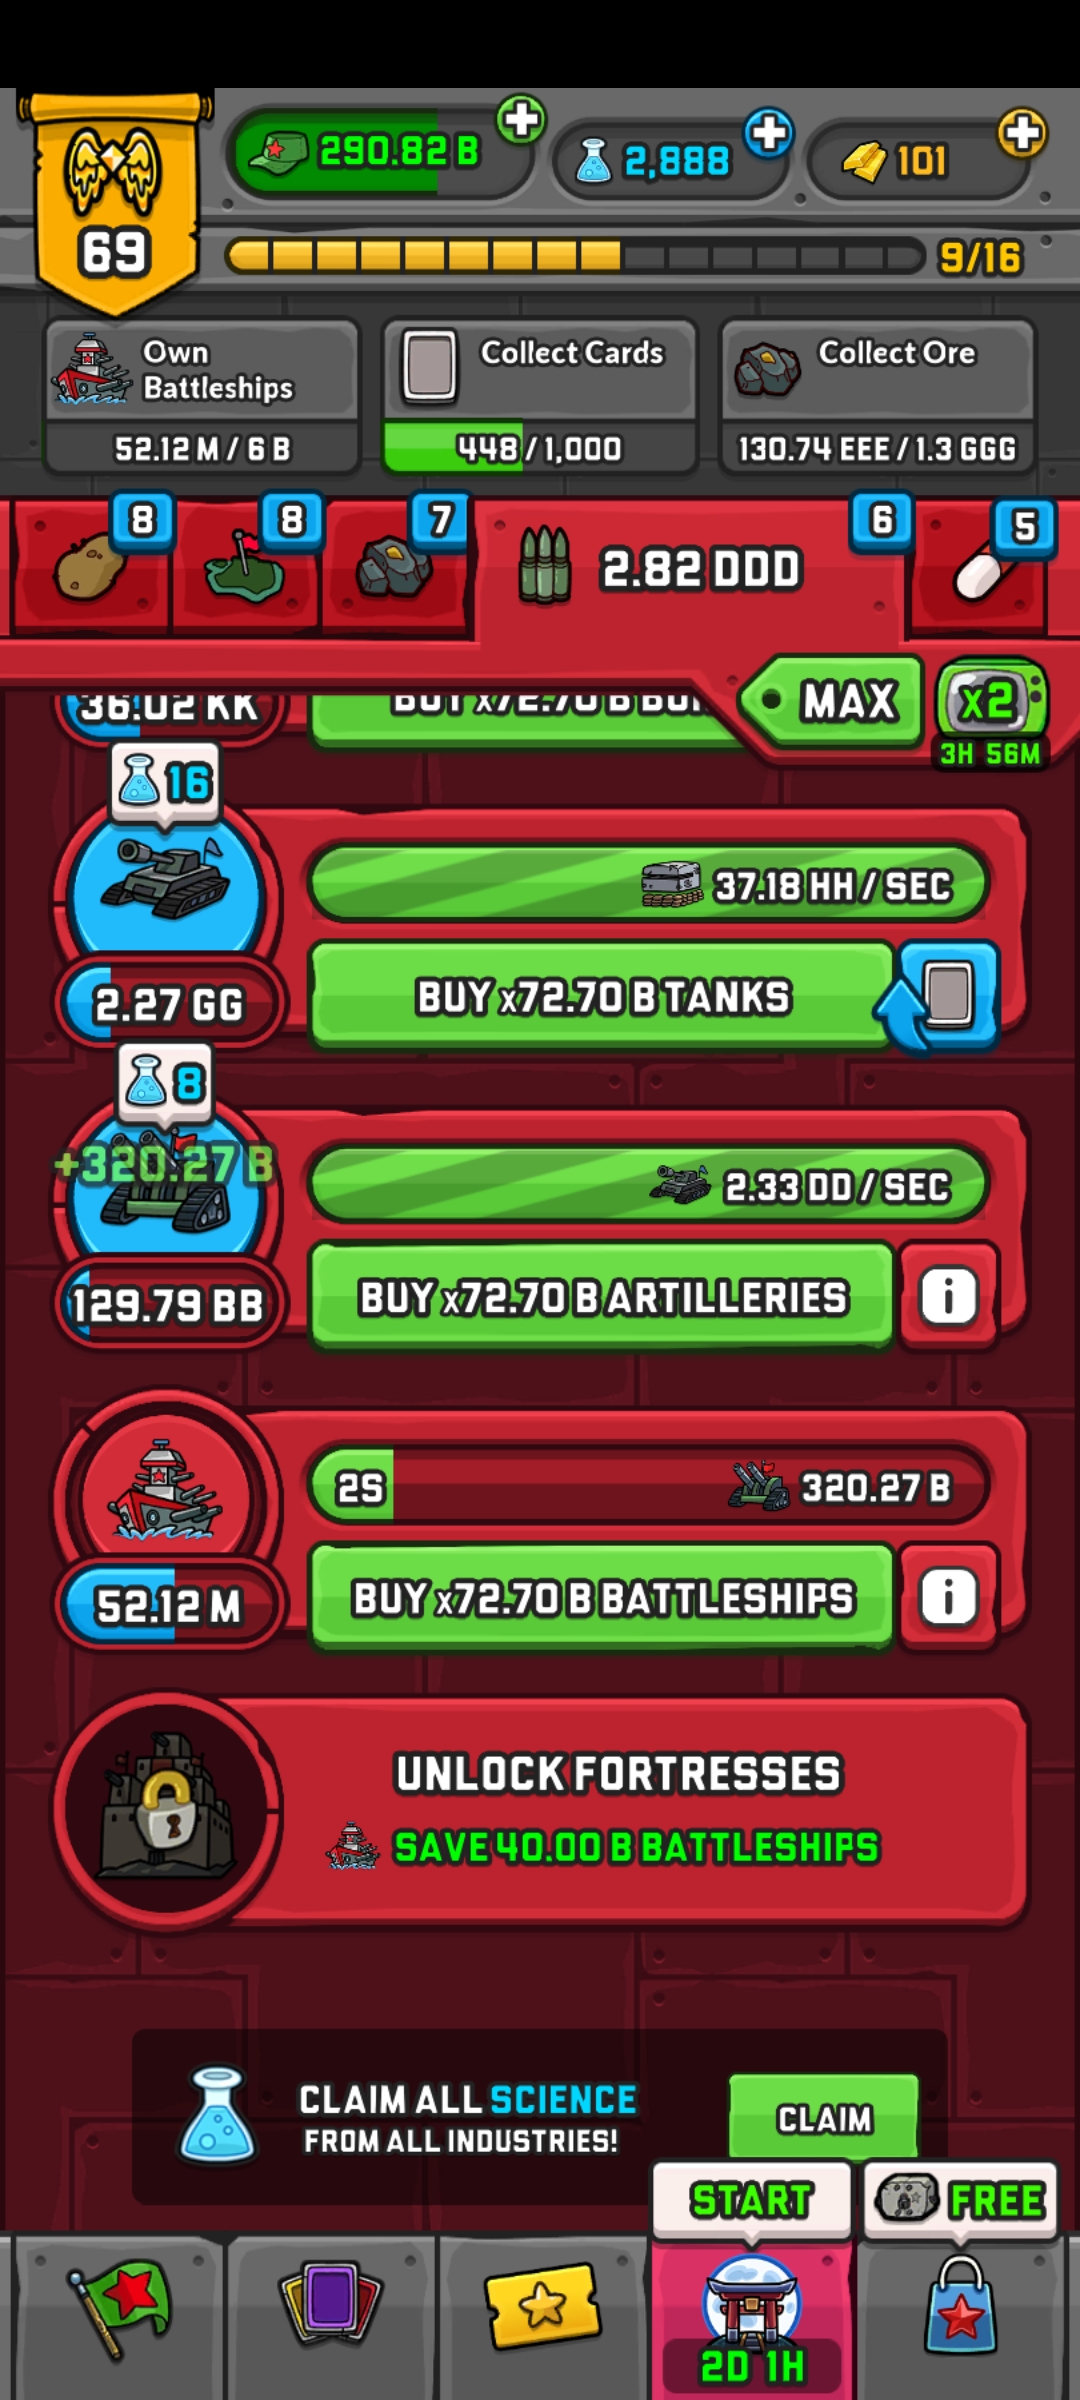 69
290.82 B
2,888
101
9/16
Own
Battleships
52.12 M / 6 B
Collect Cards
448 / 1,000
Collect Ore
130.74 EEE / 1.3 GGG
8
8
7
2.82 DDD
6
5
MAX
x2
3H 56M
36.02 KK
16
37.18 HH / SEC
BUY x72.70 B TANKS
2.27 GG
8
+320.27 B
2.33 DD / SEC
BUY x72.70 B ARTILLERIES
i
129.79 BB
2S
320.27 B
BUY x72.70 B BATTLESHIPS
i
52.12 M
UNLOCK FORTRESSES
SAVE 40.00 B BATTLESHIPS
CLAIM ALL SCIENCE
FROM ALL INDUSTRIES!
CLAIM
START
FREE
2D 1H